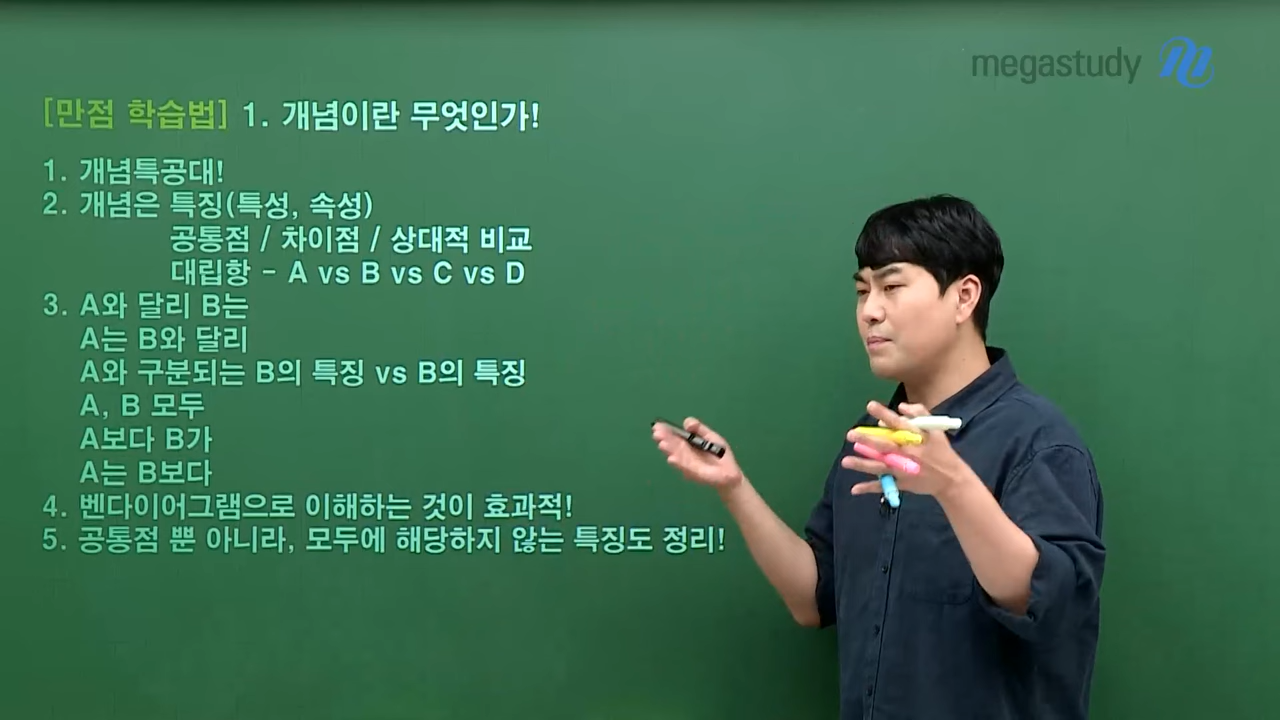 megastudy
[만점 학습법] 1. 개념이란 무엇인가!
1. 개념특공대!
2. 개념은 특징(특성, 속성)
공통점 / 차이점 / 상대적 비교
대립항 - A vs B vs C vs D
3. A와 달리 B는
A는 B와 달리
A와 구분되는 B의 특징 vs B의 특징
A, B 모두
A보다 B가
A는 B보다
4. 벤다이어그램으로 이해하는 것이 효과적!
5. 공통점 뿐 아니라, 모두에 해당하지 않는 특징도 정리!